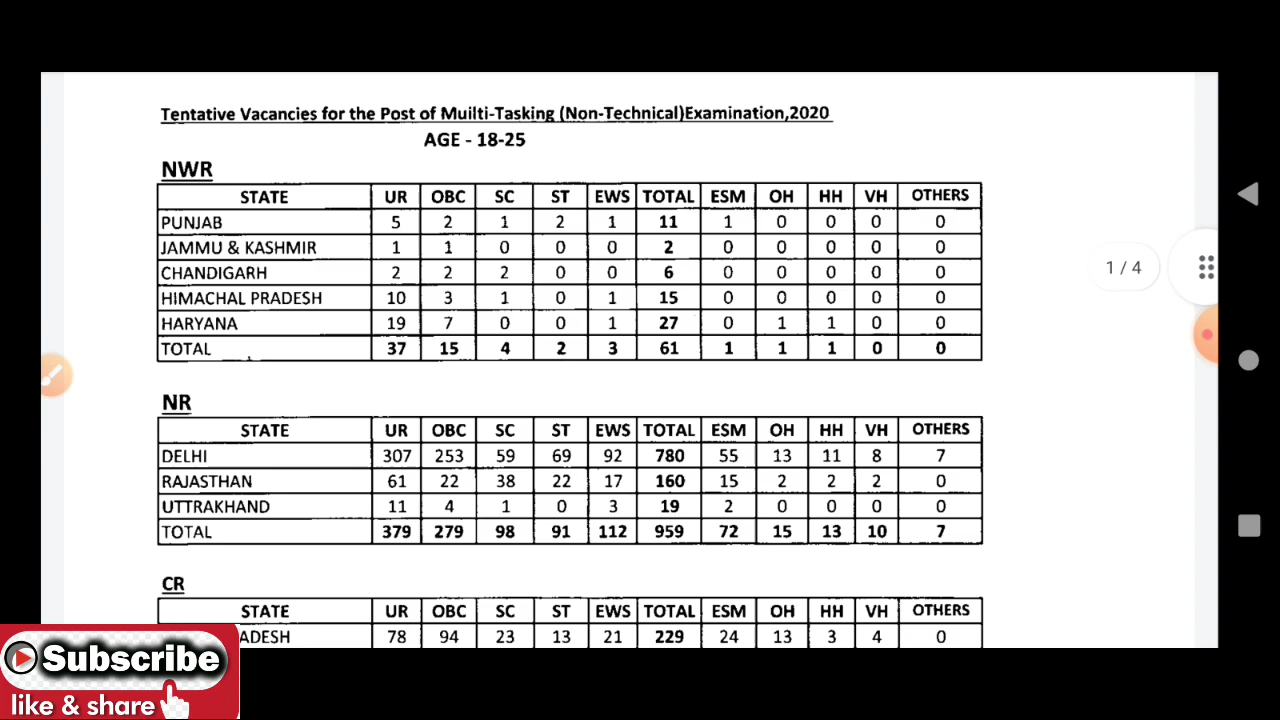 Tentative Vacancies for the Post of Muilti-Tasking (Non-Technical)Examination,2020
AGE - 18-25
NWR
STATE UR OBC SC ST EWS TOTAL ESM OH HH VH OTHERS
PUNJAB 5 2 1 2 1 11 1 0 0 0 0
JAMMU & KASHMIR 1 1 0 0 0 2 0 0 0 0 0
CHANDIGARH 2 2 2 0 0 6 0 0 0 0 0
HIMACHAL PRADESH 10 3 1 0 1 15 0 0 0 0 0
HARYANA 19 7 0 0 1 27 0 1 1 0 0
TOTAL 37 15 4 2 3 61 1 1 1 0 0
1 / 4
NR
STATE UR OBC SC ST EWS TOTAL ESM OH HH VH OTHERS
DELHI 307 253 59 69 92 780 55 13 11 8 7
RAJASTHAN 61 22 38 22 17 160 15 2 2 2 0
UTTRAKHAND 11 4 1 0 3 19 2 0 0 0 0
TOTAL 379 279 98 91 112 959 72 15 13 10 7
CR
STATE UR OBC SC ST EWS TOTAL ESM OH HH VH OTHERS
ADESH 78 94 23 13 21 229 24 13 3 4 0
Subscribe
like & share